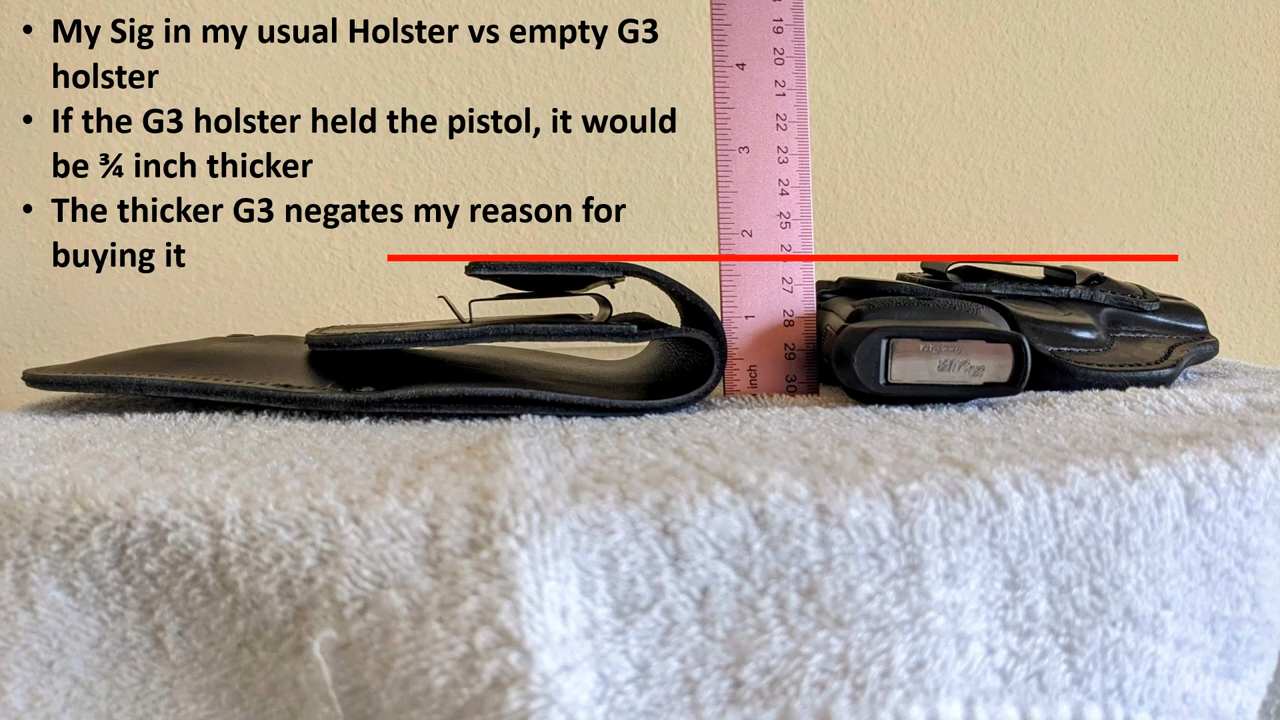 • My Sig in my usual Holster vs empty G3
holster
• If the G3 holster held the pistol, it would
be ¾ inch thicker
• The thicker G3 negates my reason for
buying it
19
20
4
21
22
3
23
24
25
2
27
1
28
29
inch
30